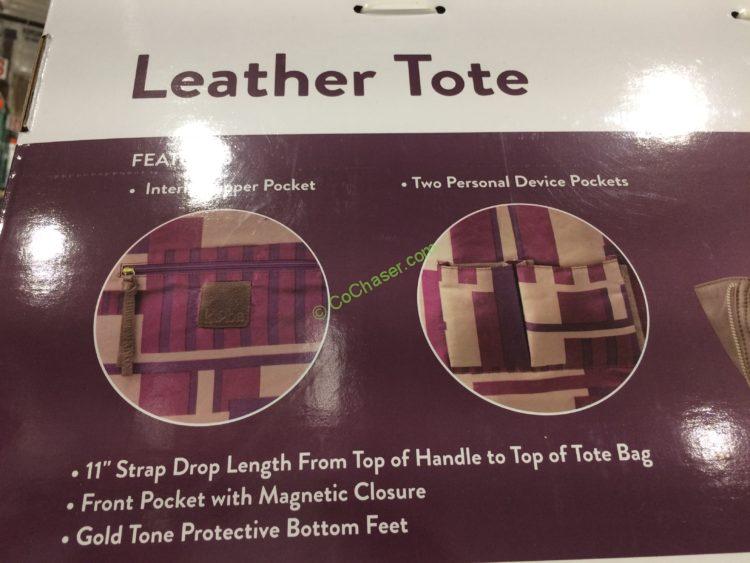 Leather Tote
• Pocket
• Two Personal Device Pockets
© CoChaser.com
• 11" Strap Drop Length From Top of Handle to Top of Tote Bag
• Front Pocket with Magnetic Closure
• Gold Tone Protective Bottom Feet